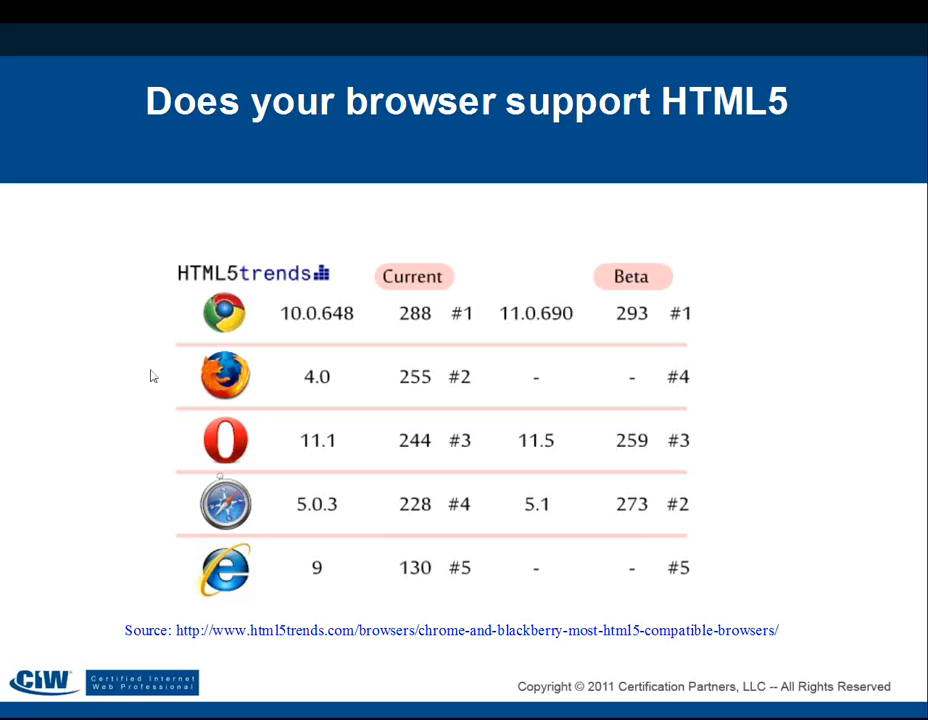 Does your browser support HTML5
HTML5trends Current Beta
10.0.648 288 #1 11.0.690 293 #1
4.0 255 #2 - - #4
11.1 244 #3 11.5 259 #3
5.0.3 228 #4 5.1 273 #2
9 130 #5 - - #5
Source: http://www.html5trends.com/browsers/chrome-and-blackberry-most-html5-compatible-browsers/
CIW Certified Internet
Web Professional
Copyright © 2011 Certification Partners, LLC -- All Rights Reserved